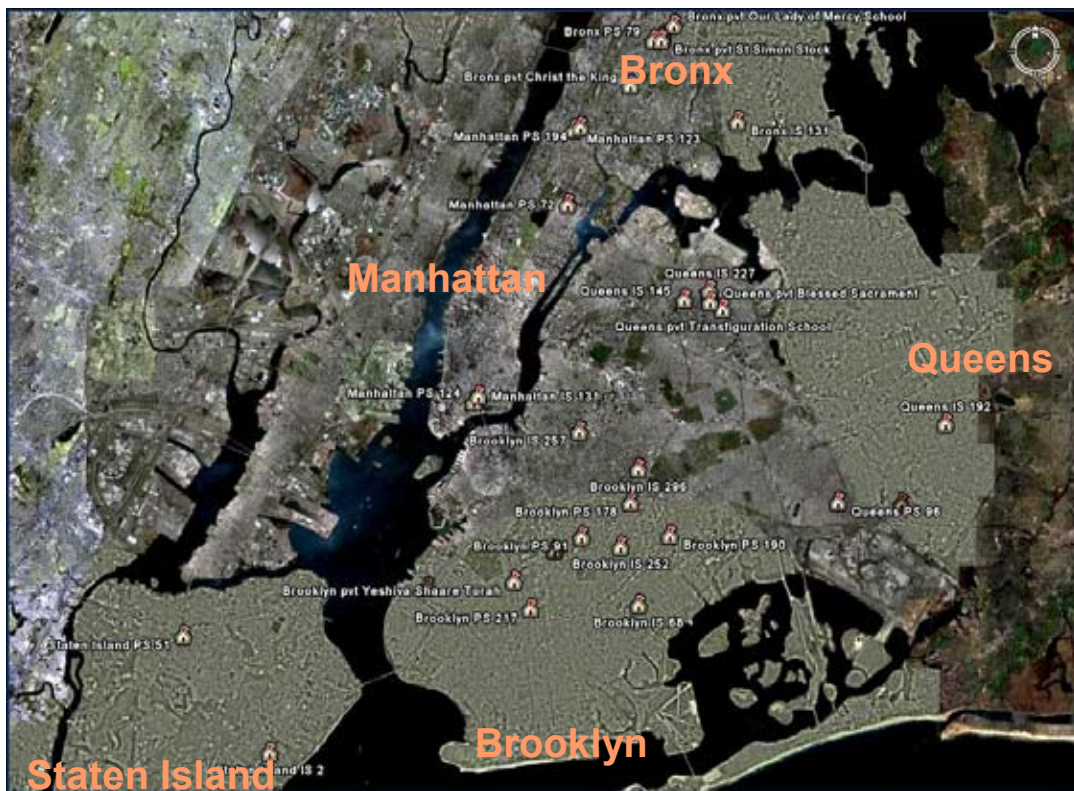 Bronx pvt Our Lady of Mercy School
Bronx PS 79
Bronx pvt St Simon Stock
Bronx
Bronx pvt Christ the King
Bronx IS 131
Manhattan PS 194
Manhattan PS 123
Manhattan PS 72
Manhattan
Queens IS 227
Queens IS 145
Queens pvt Blessed Sacrament
Queens pvt Transfiguration School
Queens
Manhattan PS 124
Manhattan IS 131
Queens IS 192
Brooklyn IS 257
Brooklyn IS 296
Brooklyn PS 178
Queens PS 96
Brooklyn PS 91
Brooklyn PS 190
Brooklyn IS 252
Brooklyn pvt Yeshiva Shaare Torah
Brooklyn PS 217
Brooklyn IS 68
Staten Island PS 51
Brooklyn
Staten Island
IS 2